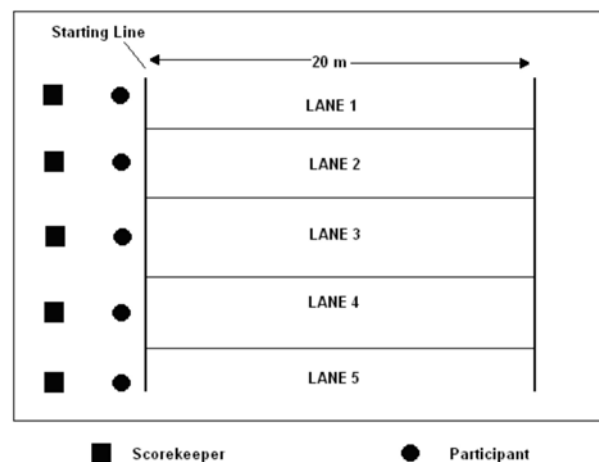 Starting Line
20 m
LANE 1
LANE 2
LANE 3
LANE 4
LANE 5
Scorekeeper Participant